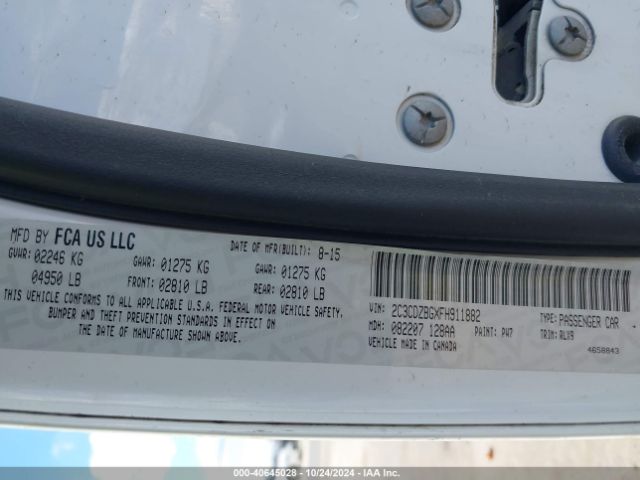 MFD BY FCA US LLC
DATE OF MFR(BUILT): 8-15
GVWR: 02246 KG GAWR: 01275 KG GAWR: 01275 KG
04950 LB FRONT: 02810 LB REAR: 02810 LB
THIS VEHICLE CONFORMS TO ALL APPLICABLE U.S.A. FEDERAL MOTOR VEHICLE SAFETY,
BUMPER AND THEFT PREVENTION STANDARDS IN EFFECT ON
THE DATE OF MANUFACTURE SHOWN ABOVE.
VIN: 2C3CDZBGXFH911882 TYPE: PASSENGER CAR
MDH: 082207 128AA PAINT: PW7 TRIM: RLX9
VEHICLE MADE IN CANADA 4658843
000-40645028 - 10/24/2024 - IAA Inc.